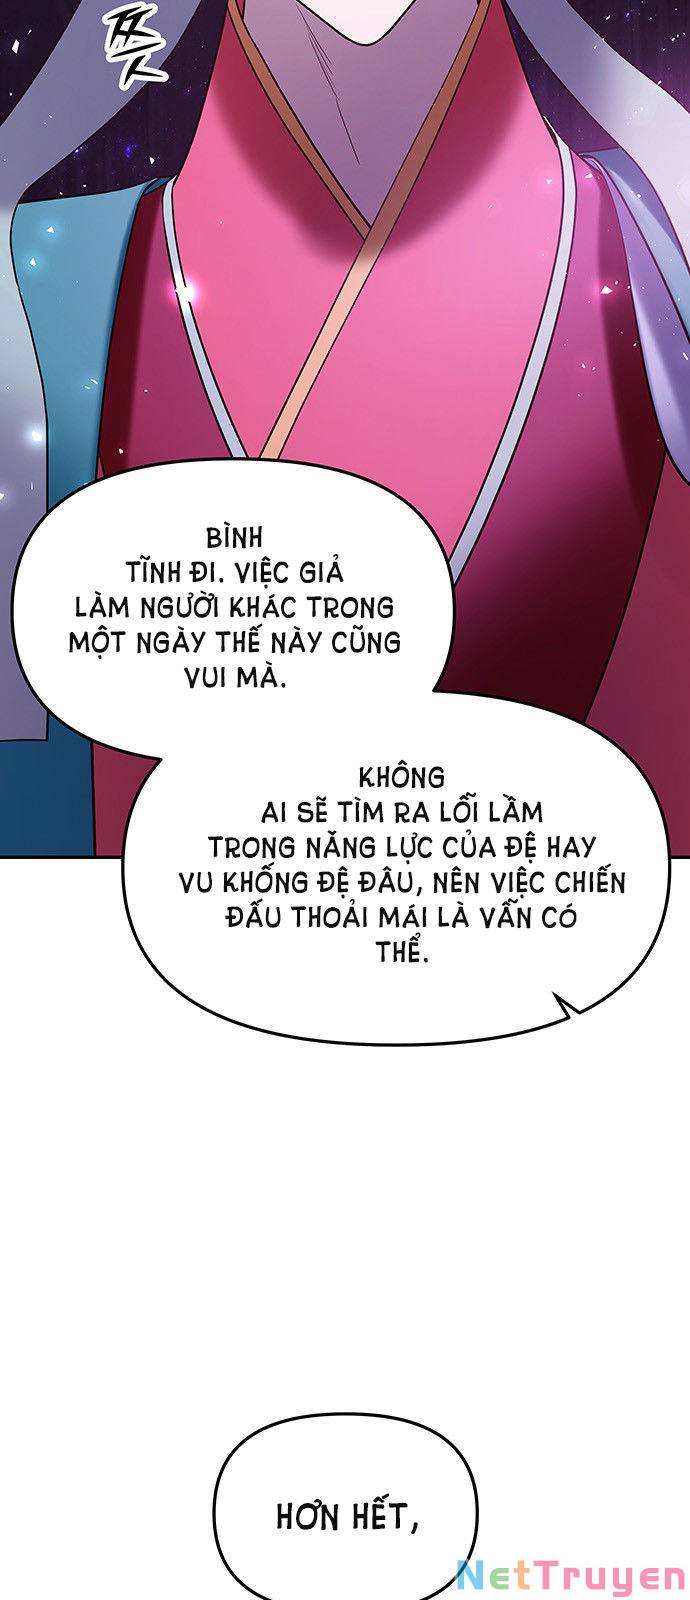 BÌNH
TĨNH ĐI. VIỆC GIẢ
LÀM NGƯỜI KHÁC TRONG
MỘT NGÀY THẾ NÀY CŨNG
VUI MÀ.
KHÔNG
AI SẼ TÌM RA LỖI LẦM
TRONG NĂNG LỰC CỦA ĐỆ HAY
VU KHỐNG ĐỆ ĐÂU, NÊN VIỆC CHIẾN
ĐẤU THOẢI MÁI LÀ VẪN CÓ
THỂ.
HƠN HẾT,
NetTruyen